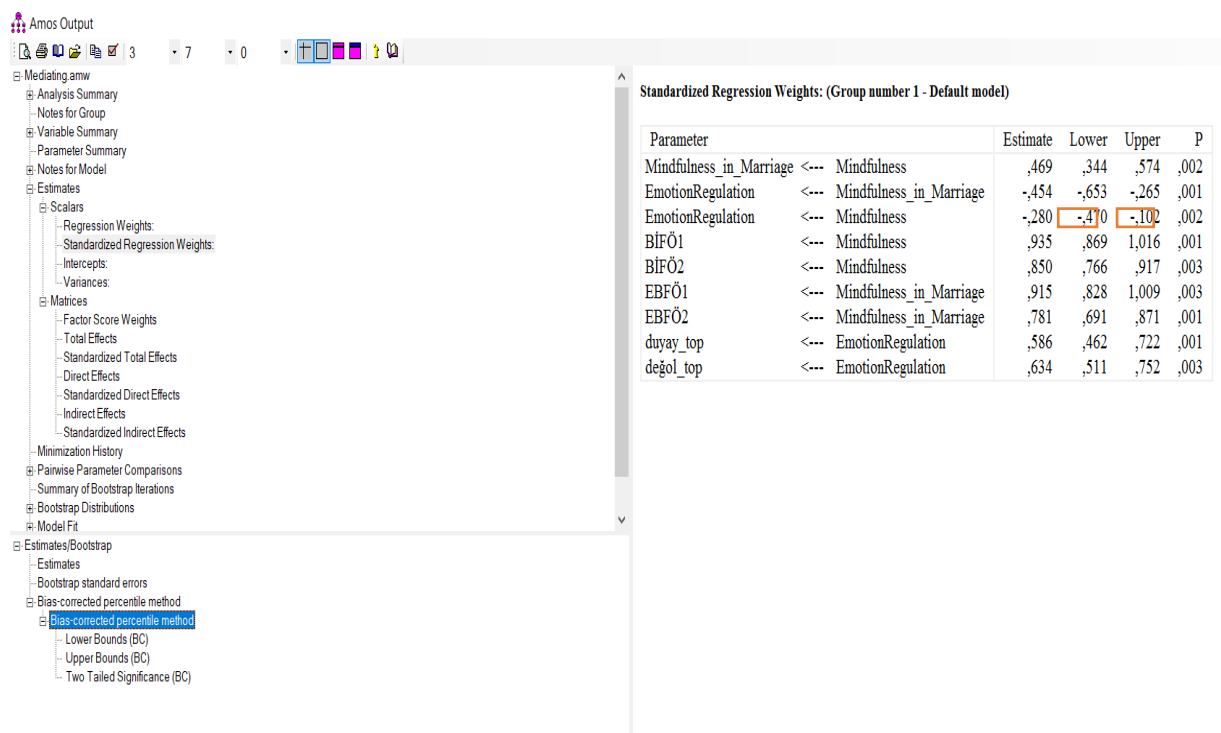 Amos Output
3 7 0
Mediating.amw
Analysis Summary
Notes for Group
Variable Summary
Parameter Summary
Notes for Model
Estimates
Scalars
Regression Weights:
Standardized Regression Weights:
Intercepts:
Variances:
Matrices
Factor Score Weights
Total Effects
Standardized Total Effects
Direct Effects
Standardized Direct Effects
Indirect Effects
Standardized Indirect Effects
Minimization History
Pairwise Parameter Comparisons
Summary of Bootstrap Iterations
Bootstrap Distributions
Model Fit
Estimates/Bootstrap
Estimates
Bootstrap standard errors
Bias-corrected percentile method
Bias-corrected percentile method
Lower Bounds (BC)
Upper Bounds (BC)
Two Tailed Significance (BC)
Standardized Regression Weights: (Group number 1 - Default model)
Parameter Estimate Lower Upper P
Mindfulness_in_Marriage <--- Mindfulness ,469 ,344 ,574 ,002
EmotionRegulation <--- Mindfulness_in_Marriage -,454 -,653 -,265 ,001
EmotionRegulation <--- Mindfulness -,280 -,470 -,102 ,002
BİFÖ1 <--- Mindfulness ,935 ,869 1,016 ,001
BİFÖ2 <--- Mindfulness ,850 ,766 ,917 ,003
EBFÖ1 <--- Mindfulness_in_Marriage ,915 ,828 1,009 ,003
EBFÖ2 <--- Mindfulness_in_Marriage ,781 ,691 ,871 ,001
duyay_top <--- EmotionRegulation ,586 ,462 ,722 ,001
değol_top <--- EmotionRegulation ,634 ,511 ,752 ,003